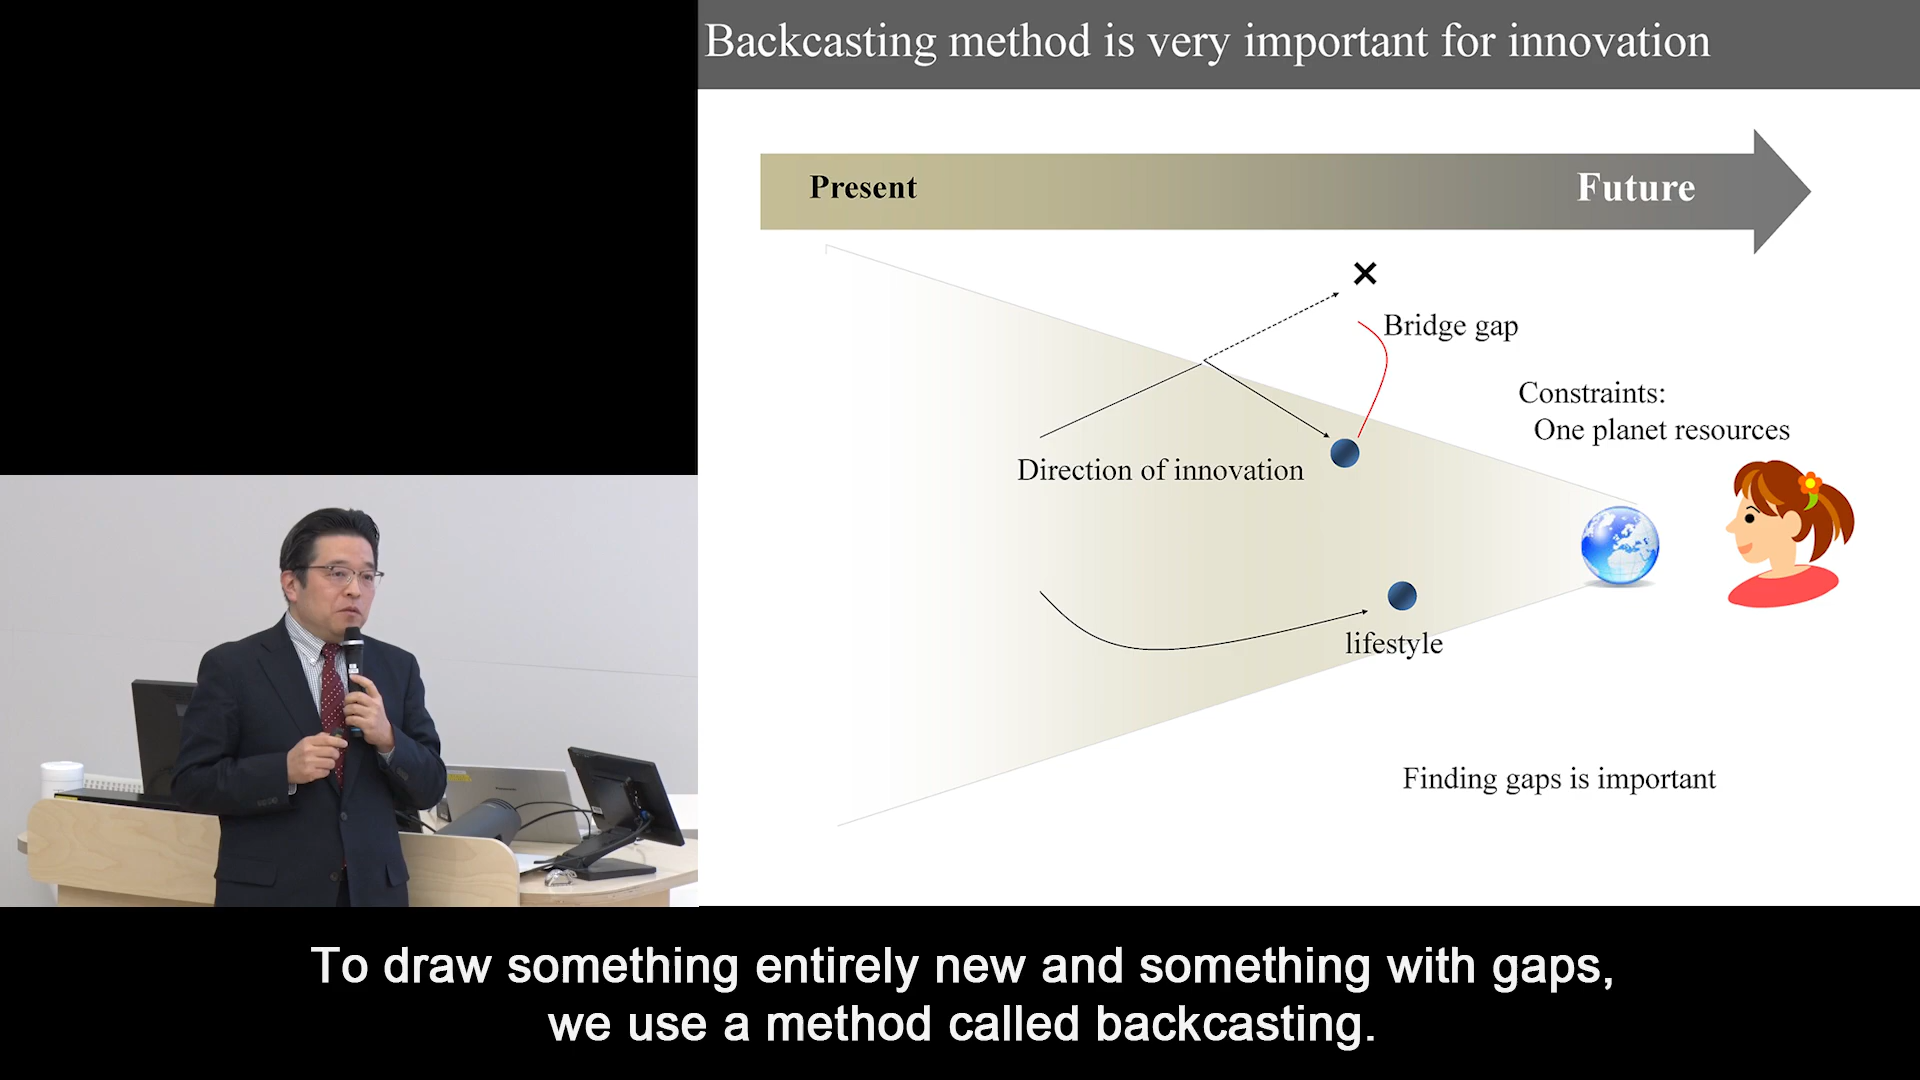 Backcasting method is very important for innovation
Present
Future
Bridge gap
Constraints:
One planet resources
Direction of innovation
lifestyle
Finding gaps is important
To draw something entirely new and something with gaps,
we use a method called backcasting.